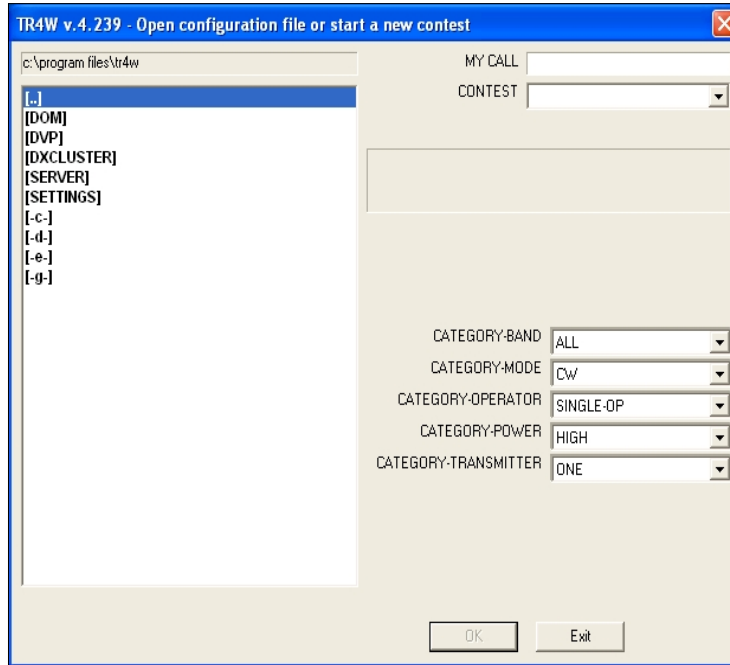 TR4W v.4.239 - Open configuration file or start a new contest
c:\program files\tr4w
[..]
[DOM]
[DVP]
[DXCLUSTER]
[SERVER]
[SETTINGS]
[-c-]
[-d-]
[-e-]
[-g-]
MY CALL
CONTEST
CATEGORY-BAND ALL
CATEGORY-MODE CW
CATEGORY-OPERATOR SINGLE-OP
CATEGORY-POWER HIGH
CATEGORY-TRANSMITTER ONE
OK Exit